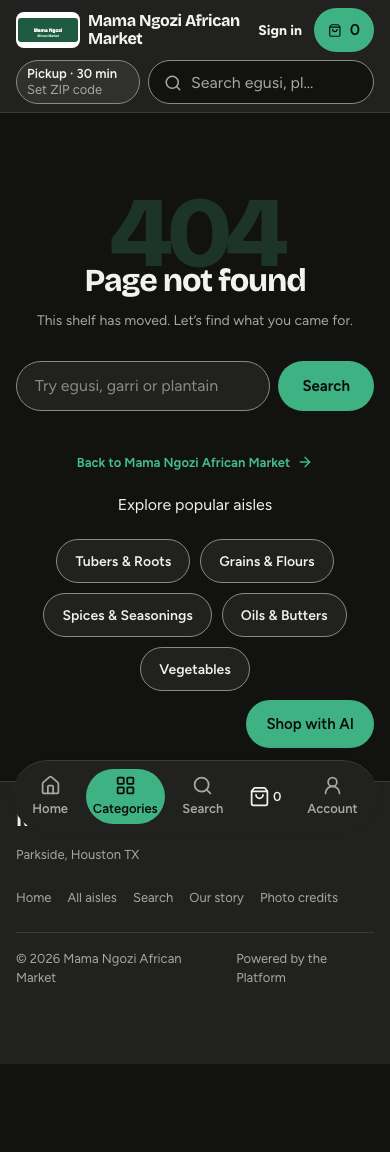 Mama Ngozi
African Market
Mama Ngozi African
Market
Sign in
0
Pickup · 30 min
Set ZIP code
Search egusi, pl...
404
Page not found
This shelf has moved. Let’s find what you came for.
Try egusi, garri or plantain
Search
Back to Mama Ngozi African Market
Explore popular aisles
Tubers & Roots
Grains & Flours
Spices & Seasonings
Oils & Butters
Vegetables
Shop with AI
Home
Categories
Search
0
Account
Parkside, Houston TX
Home
All aisles
Search
Our story
Photo credits
© 2026 Mama Ngozi African
Market
Powered by the
Platform